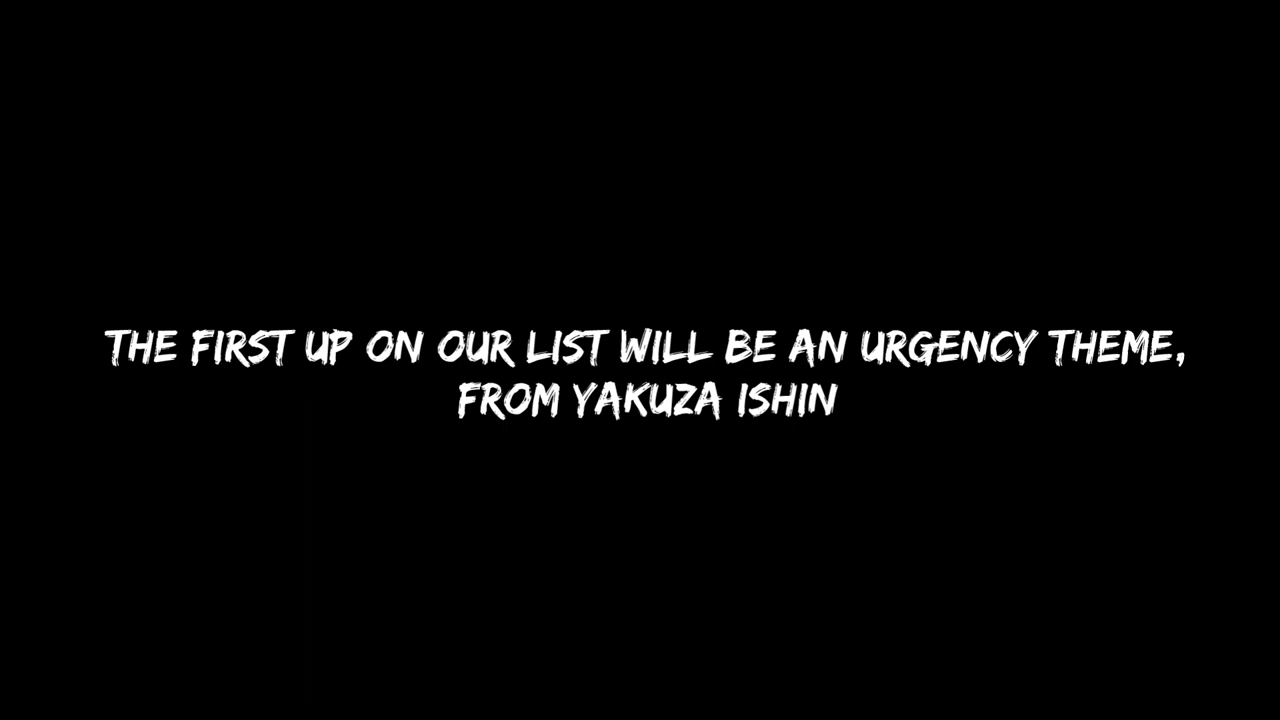 THE FIRST UP ON OUR LIST WILL BE AN URGENCY THEME,
FROM YAKUZA ISHIN